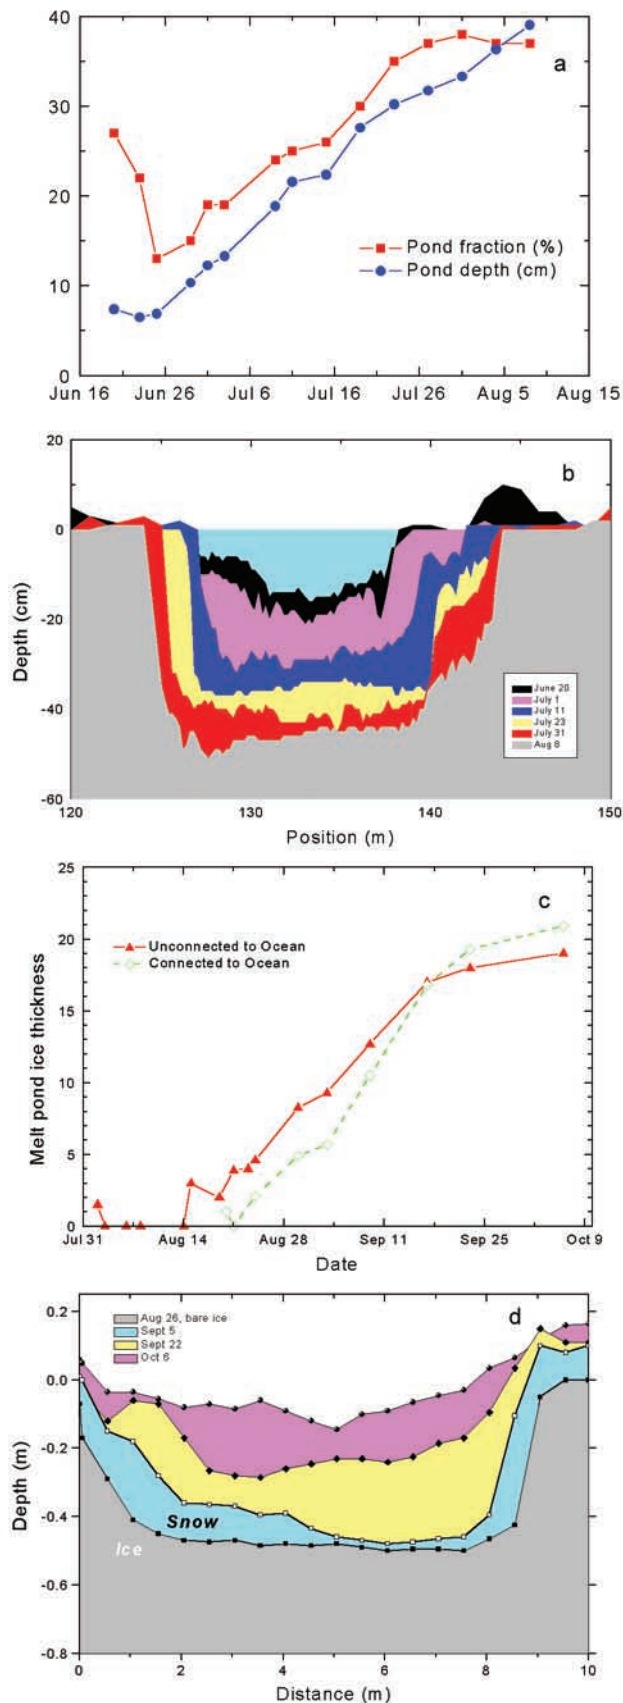 40
30
20
10
0
a
Pond fraction (%)
Pond depth (cm)
Jun 16 Jun 26 Jul 6 Jul 16 Jul 26 Aug 5 Aug 15
20
0
-20
-40
-60
Depth (cm)
b
June 20
July 1
July 11
July 23
July 31
Aug 8
120 130 140 150
Position (m)
25
20
15
10
5
0
Melt pond ice thickness
c
Unconnected to Ocean
Connected to Ocean
Jul 31 Aug 14 Aug 28 Sep 11 Sep 25 Oct 9
Date
0.2
0.0
-0.2
-0.4
-0.6
-0.8
Depth (m)
d
Aug 26, bare ice
Sept 5
Sept 22
Oct 6
Snow
Ice
0 2 4 6 8 10
Distance (m)